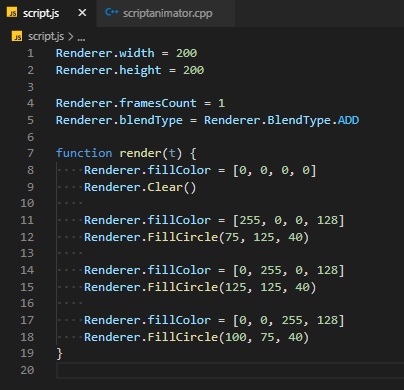 script.js
scriptanimator.cpp
script.js > ...
1 Renderer.width = 200
2 Renderer.height = 200
3
4 Renderer.framesCount = 1
5 Renderer.blendType = Renderer.BlendType.ADD
6
7 function render(t) {
8     Renderer.fillColor = [0, 0, 0, 0]
9     Renderer.Clear()
10
11     Renderer.fillColor = [255, 0, 0, 128]
12     Renderer.FillCircle(75, 125, 40)
13
14     Renderer.fillColor = [0, 255, 0, 128]
15     Renderer.FillCircle(125, 125, 40)
16
17     Renderer.fillColor = [0, 0, 255, 128]
18     Renderer.FillCircle(100, 75, 40)
19 }
20